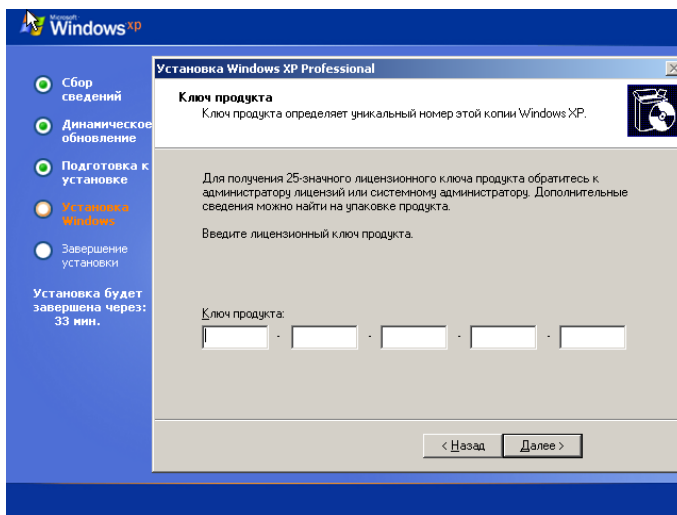 Microsoft
Windows xp
Установка Windows XP Professional
Сбор
сведений
Динамическое
обновление
Подготовка к
установке
Установка
Windows
Завершение
установки
Установка будет
завершена через:
33 мин.
Ключ продукта
Ключ продукта определяет уникальный номер этой копии Windows XP.
Для получения 25-значного лицензионного ключа продукта обратитесь к
администратору лицензий или системному администратору. Дополнительные
сведения можно найти на упаковке продукта.
Введите лицензионный ключ продукта.
Ключ продукта:
- - - -
< Назад
Далее >